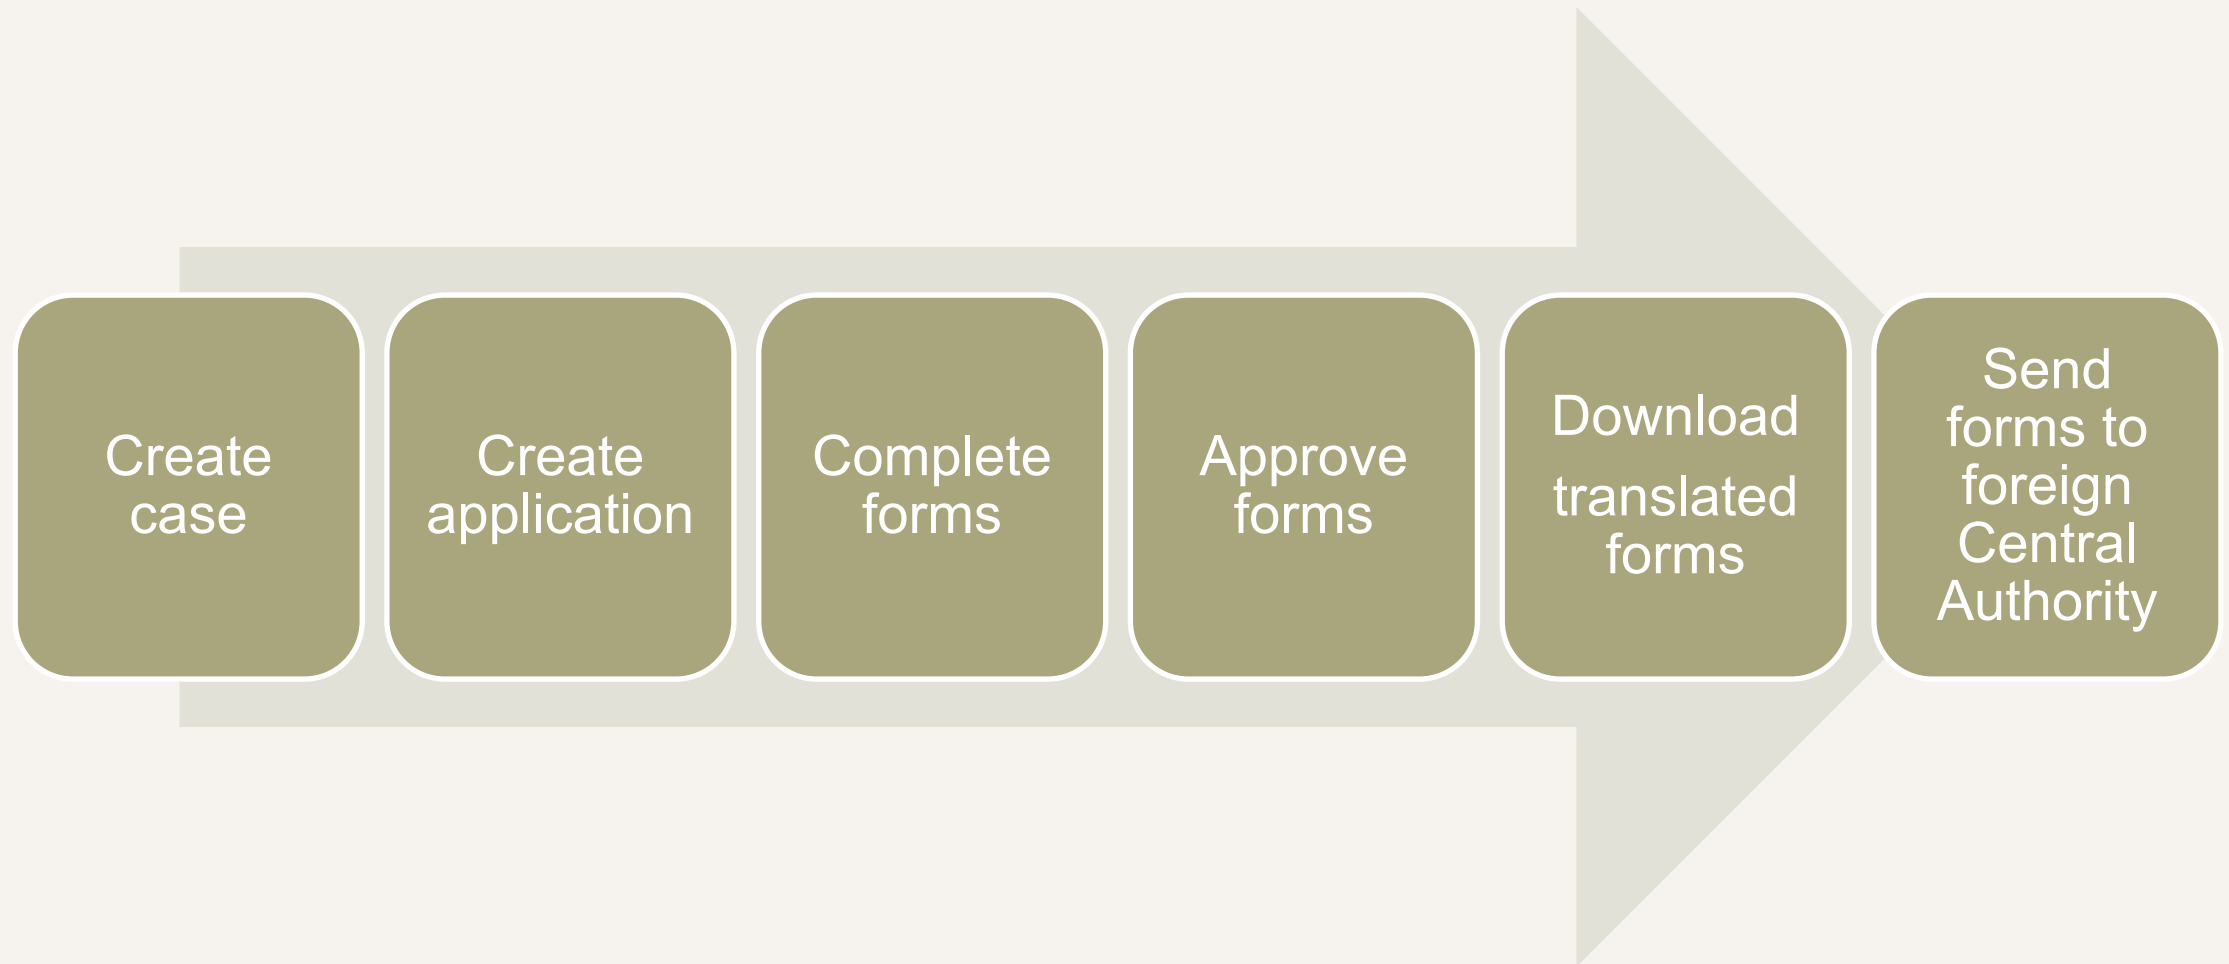 Create
case
Create
application
Complete
forms
Approve
forms
Download
translated
forms
Send
forms to
foreign
Central
Authority